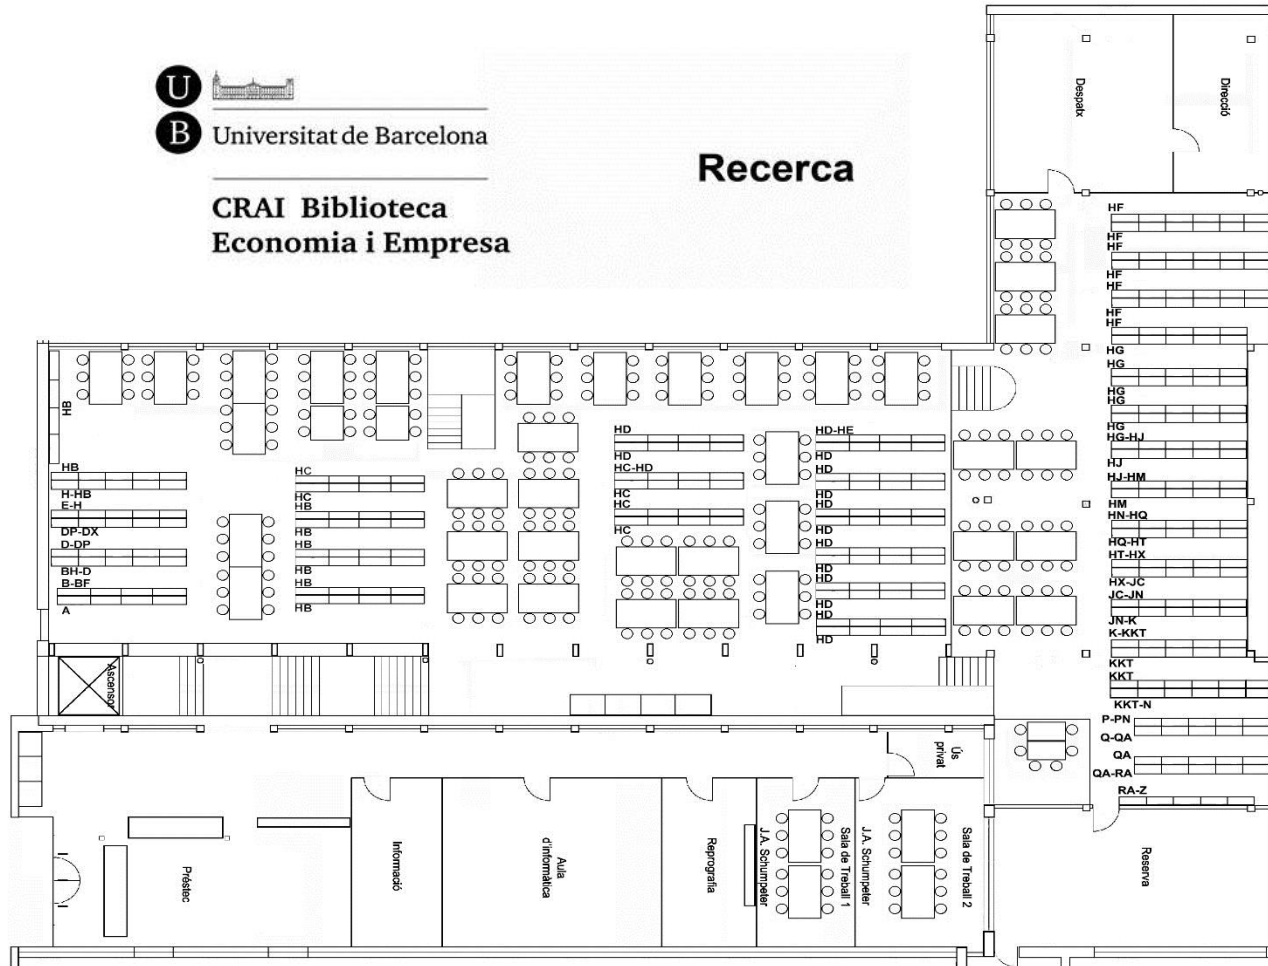 U
B
Universitat de Barcelona
CRAI Biblioteca
Economia i Empresa
Recerca
Despatx
Direcció
HF
HF
HF
HF
HF
HF
HF
HG
HG
HG
HG
HG
HG-HJ
HJ
HJ-HM
HM
HN-HQ
HQ-HT
HT-HX
HX-JC
JC-JN
JN-K
K-KKT
KKT
KKT
KKT-N
P-PN
Q-QA
QA
QA-RA
RA-Z
HB
HB
H-HB
E-H
DP-DX
D-DP
BH-D
B-BF
A
HC
HC
HB
HB
HB
HB
HB
HB
HD
HD
HC-HD
HC
HC
HC
HD-HE
HD
HD
HD
HD
HD
HD
HD
HD
HD
HD
HD
Ascensor
Ús
privat
Préstec
Informació
Aula
d'informàtica
Reprografia
Sala de Treball 1
J.A. Schumpeter
Sala de Treball 2
J.A. Schumpeter
Reserva